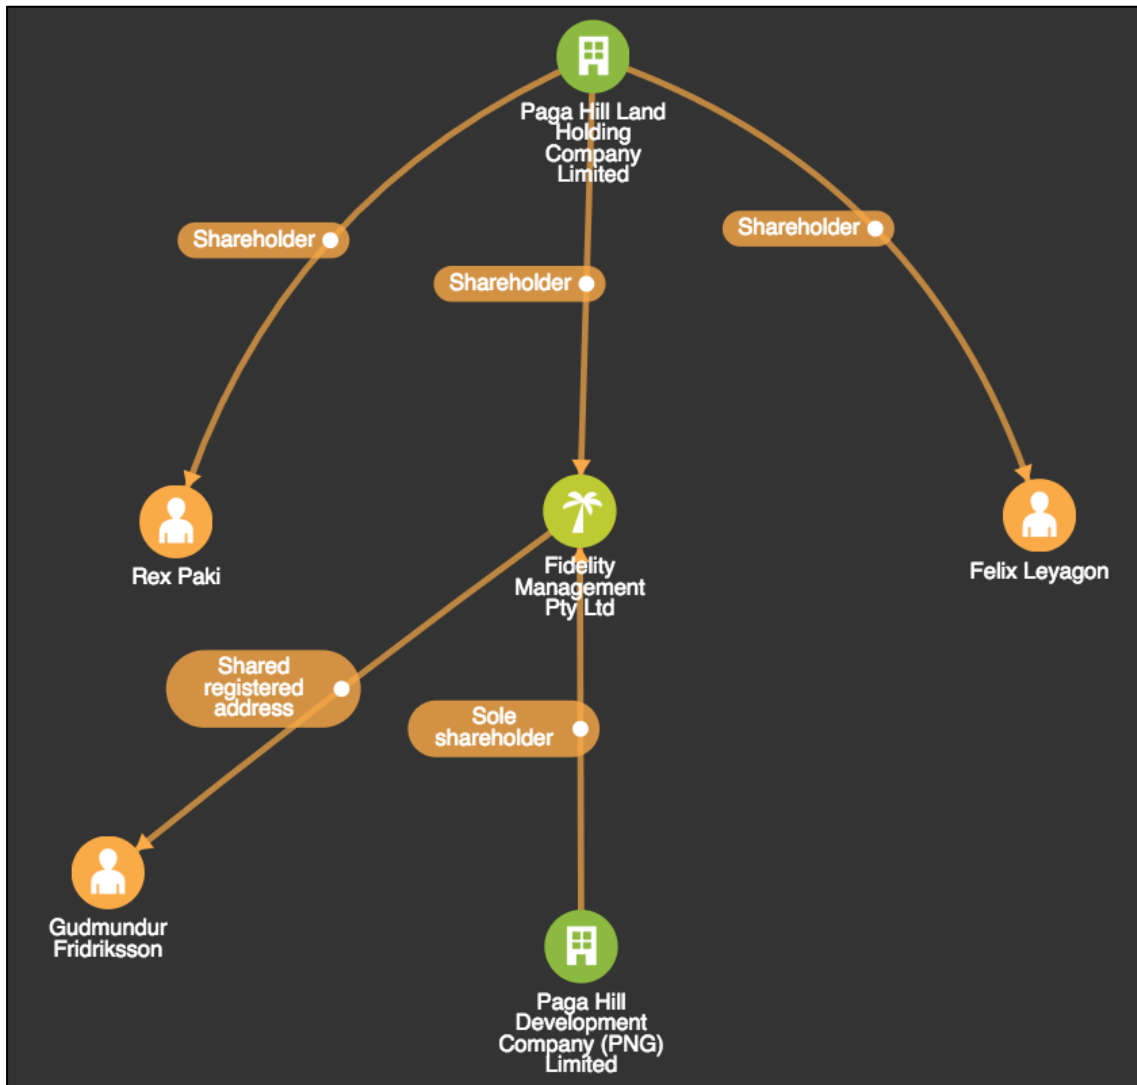 Paga Hill Land
Holding
Company
Limited
Shareholder
Shareholder
Shareholder
Rex Paki
Fidelity
Management
Pty Ltd
Felix Leyagon
Shared
registered
address
Sole
shareholder
Gudmundur
Fridriksson
Paga Hill
Development
Company (PNG)
Limited